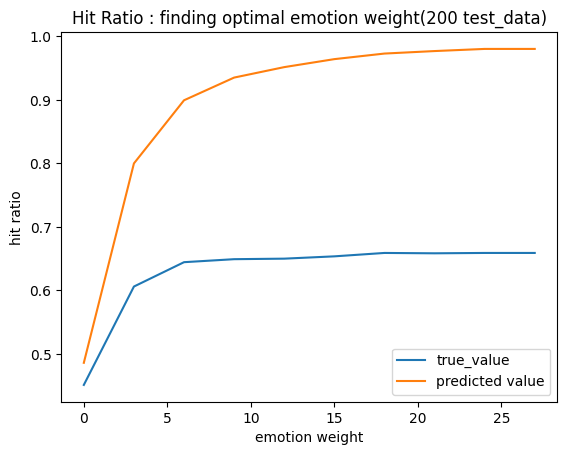 Hit Ratio : finding optimal emotion weight(200 test_data)
1.0
0.9
0.8
0.7
0.6
0.5
hit ratio
true_value
predicted value
0 5 10 15 20 25
emotion weight